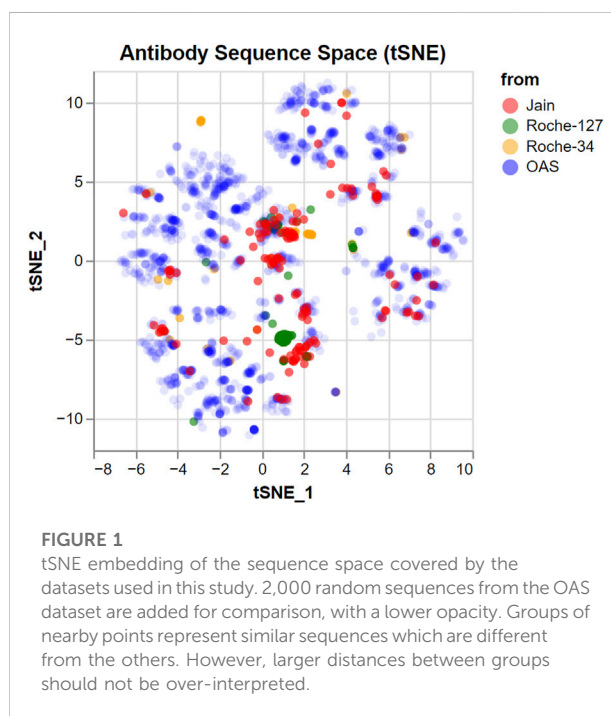 Antibody Sequence Space (tSNE)
from
Jain
Roche-127
Roche-34
OAS
10
5
0
−5
−10
tSNE_2
−8 −6 −4 −2 0 2 4 6 8 10
tSNE_1
FIGURE 1
tSNE embedding of the sequence space covered by the
datasets used in this study. 2,000 random sequences from the OAS
dataset are added for comparison, with a lower opacity. Groups of
nearby points represent similar sequences which are different
from the others. However, larger distances between groups
should not be over-interpreted.